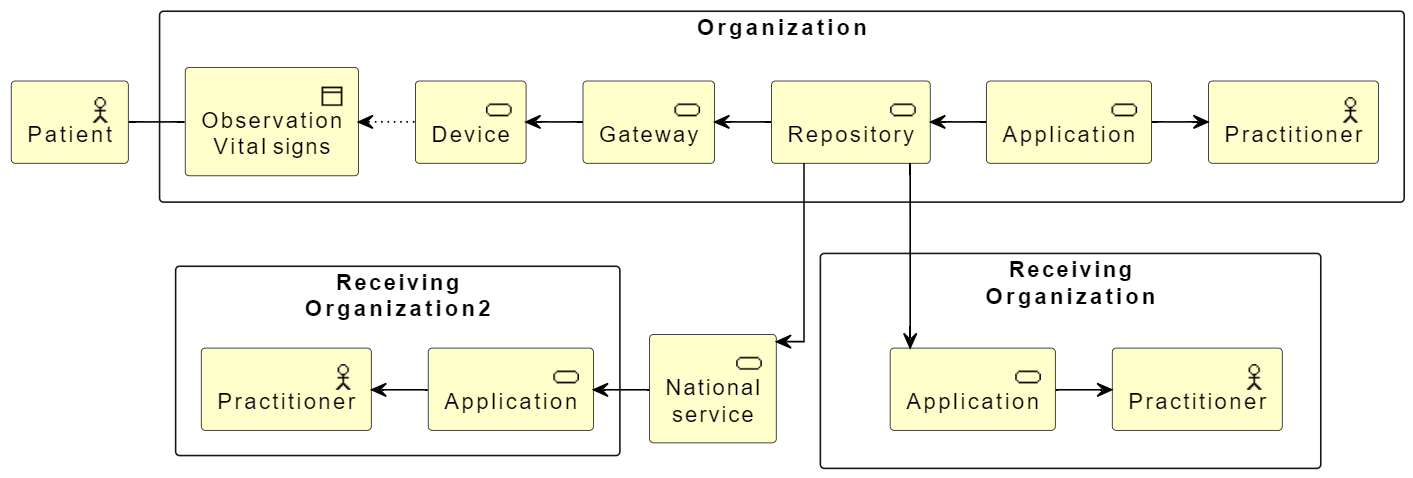 Organization
Patient
Observation
Vital signs
Device
Gateway
Repository
Application
Practitioner
Receiving
Organization2
Practitioner
Application
National
service
Receiving
Organization
Application
Practitioner